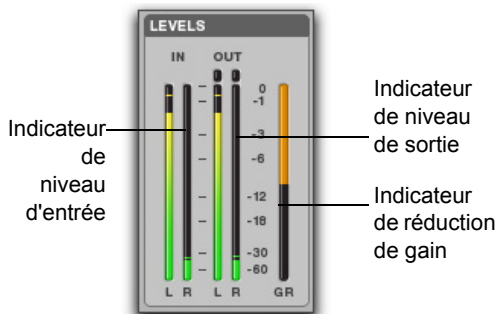 LEVELS
IN OUT
0
-1
-3
-6
-12
-18
-30
-60
L R L R GR
Indicateur
de
niveau
d'entrée
Indicateur
de niveau
de sortie
Indicateur
de réduction
de gain